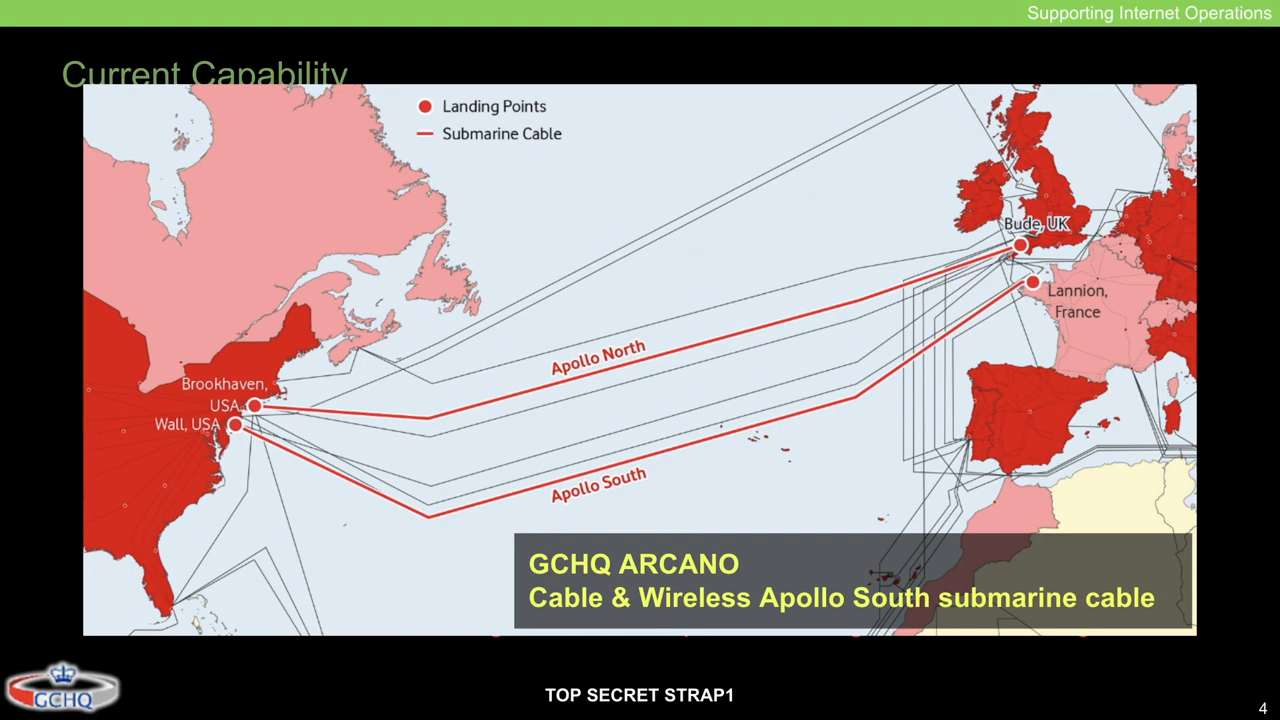 Supporting Internet Operations
Current Capability
Landing Points
Submarine Cable
Bude, UK
Lannion,
France
Apollo North
Brookhaven,
USA
Wall, USA
Apollo South
GCHQ ARCANO
Cable & Wireless Apollo South submarine cable
GCHQ
TOP SECRET STRAP1
4